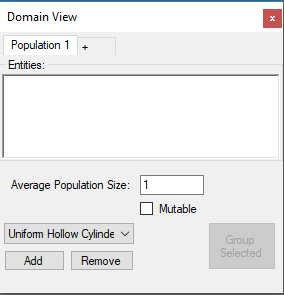 Domain View
x
Population 1 +
Entities:
Average Population Size: 1
Mutable
Uniform Hollow Cylinde
Group
Selected
Add Remove